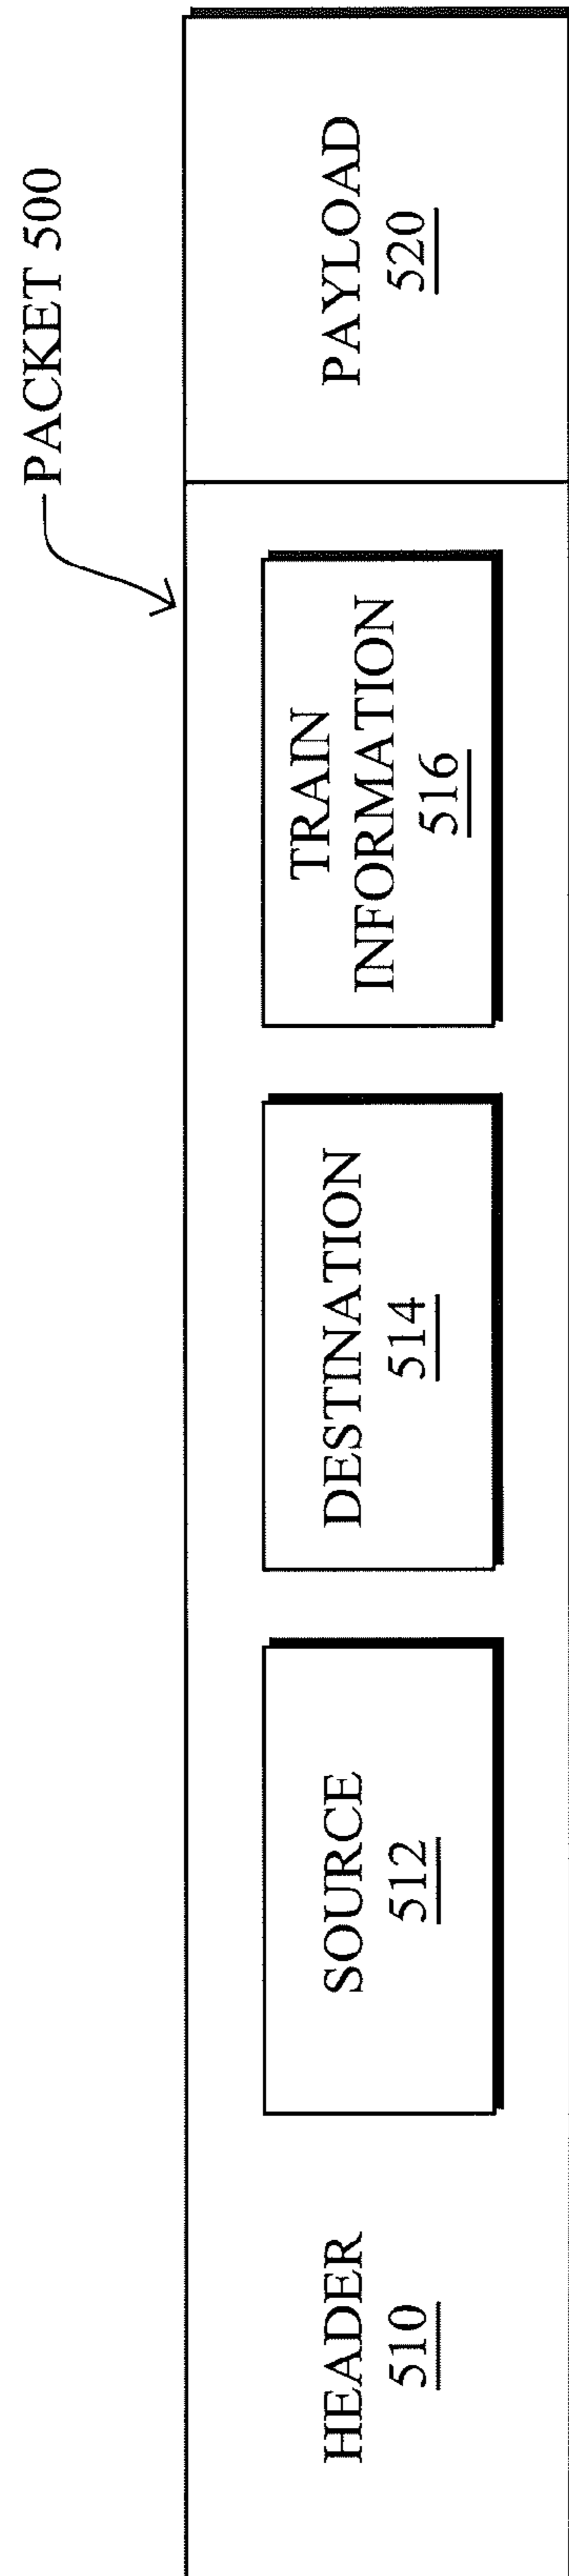 PACKET 500
HEADER
510
SOURCE
512
DESTINATION
514
TRAIN
INFORMATION
516
PAYLOAD
520